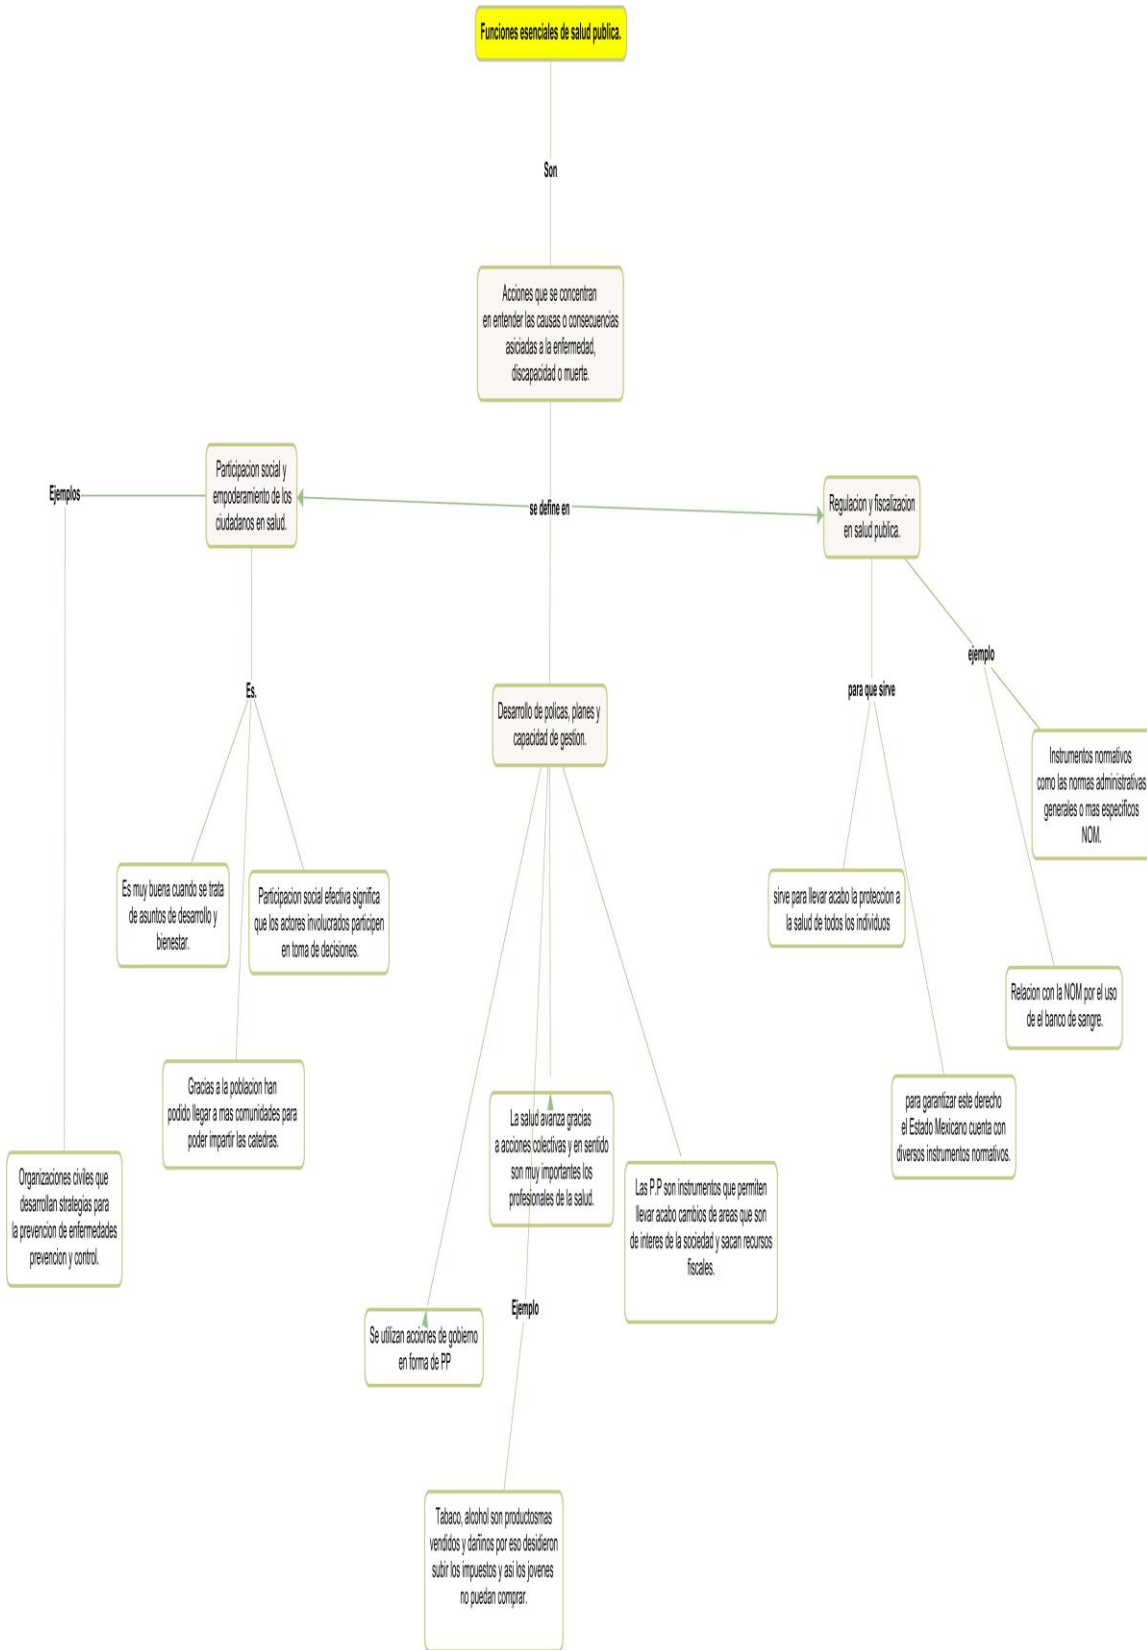 Funciones esenciales de salud publica.
Son
Acciones que se concentran
en entender las causas o consecuencias
asiciadas a la enfermedad,
discapacidad o muerte.
se define en
Participacion social y
empoderamiento de los
ciudadanos en salud.
Ejemplos
Organizaciones civiles que
desarrollan strategias para
la prevencion de enfermedades
prevencion y control.
Es.
Es muy buena cuando se trata
de asuntos de desarrollo y
bienestar.
Gracias a la poblacion han
podido llegar a mas comunidades para
poder impartir las catedras.
Participacion social efectiva significa
que los actores involucrados participen
en toma de decisiones.
Desarrollo de policas, planes y
capacidad de gestion.
Se utilizan acciones de gobierno
en forma de PP
La salud avanza gracias
a acciones colectivas y en sentido
son muy importantes los
profesionales de la salud.
Las P.P son instrumentos que permiten
llevar acabo cambios de areas que son
de interes de la sociedad y sacan recursos
fiscales.
Ejemplo
Tabaco, alcohol son productosmas
vendidos y dañinos por eso desidieron
subir los impuestos y asi los jovenes
no puedan comprar.
Regulacion y fiscalizacion
en salud publica.
para que sirve
sirve para llevar acabo la proteccion a
la salud de todos los individuos
para garantizar este derecho
el Estado Mexicano cuenta con
diversos instrumentos normativos.
ejemplo
Instrumentos normativos
como las normas administrativas
generales o mas especificos
NOM.
Relacion con la NOM por el uso
de el banco de sangre.